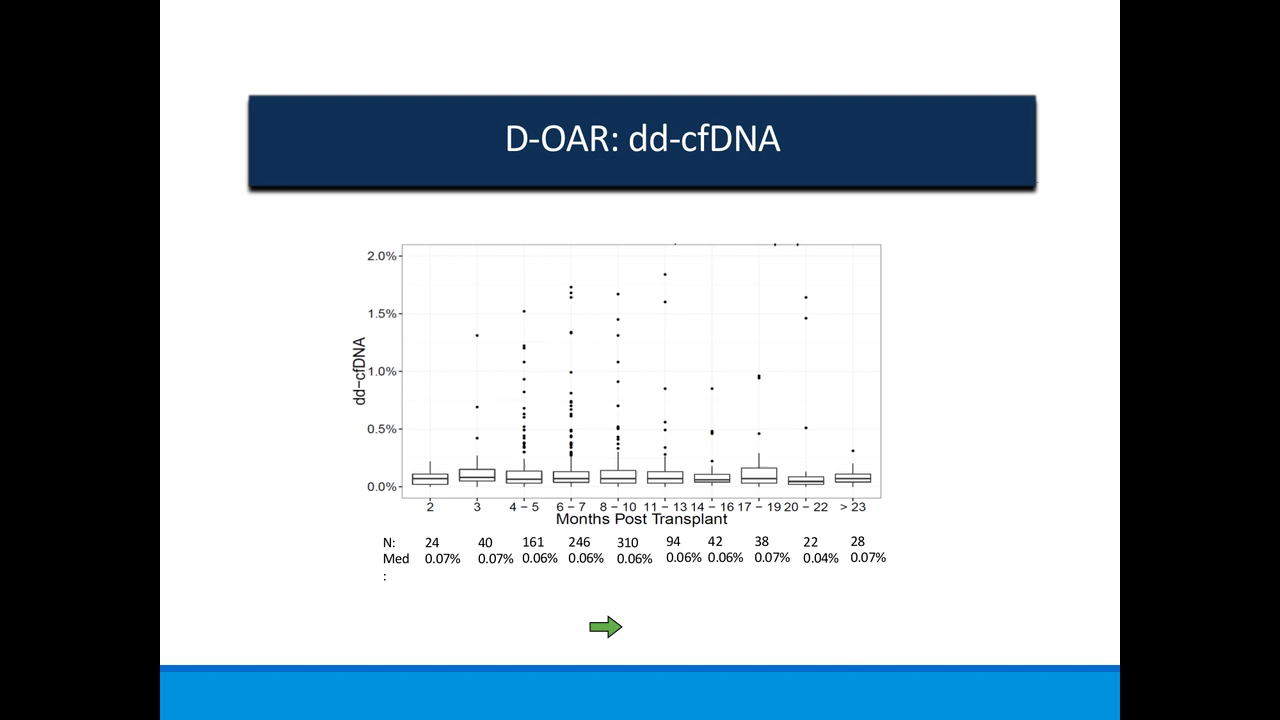 D-OAR: dd-cfDNA
2.0%
1.5%
1.0%
0.5%
0.0%
dd-cfDNA
2 3 4 – 5 6 – 7 8 – 10 11 – 13 14 – 16 17 – 19 20 – 22 > 23
Months Post Transplant
N: 24 40 161 246 310 94 42 38 22 28
Med 0.07% 0.07% 0.06% 0.06% 0.06% 0.06% 0.06% 0.07% 0.04% 0.07%
: